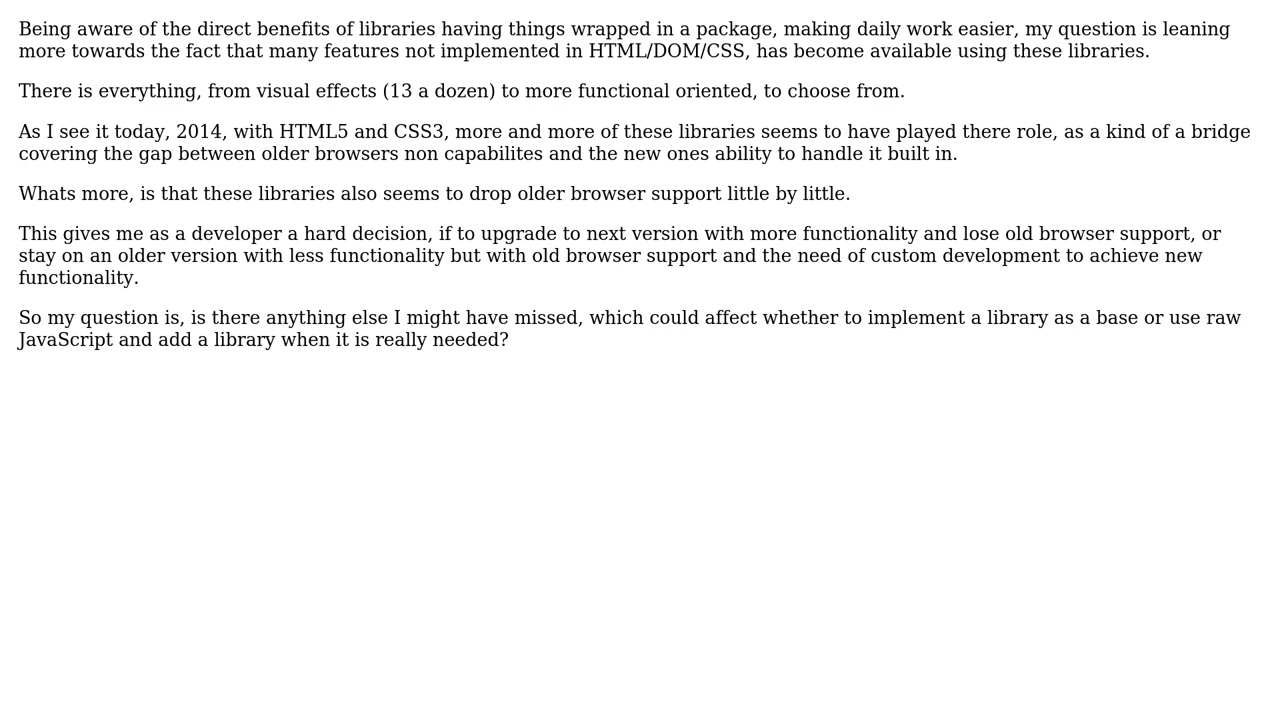 Being aware of the direct benefits of libraries having things wrapped in a package, making daily work easier, my question is leaning
more towards the fact that many features not implemented in HTML/DOM/CSS, has become available using these libraries.
There is everything, from visual effects (13 a dozen) to more functional oriented, to choose from.
As I see it today, 2014, with HTML5 and CSS3, more and more of these libraries seems to have played there role, as a kind of a bridge
covering the gap between older browsers non capabilites and the new ones ability to handle it built in.
Whats more, is that these libraries also seems to drop older browser support little by little.
This gives me as a developer a hard decision, if to upgrade to next version with more functionality and lose old browser support, or
stay on an older version with less functionality but with old browser support and the need of custom development to achieve new
functionality.
So my question is, is there anything else I might have missed, which could affect whether to implement a library as a base or use raw
JavaScript and add a library when it is really needed?